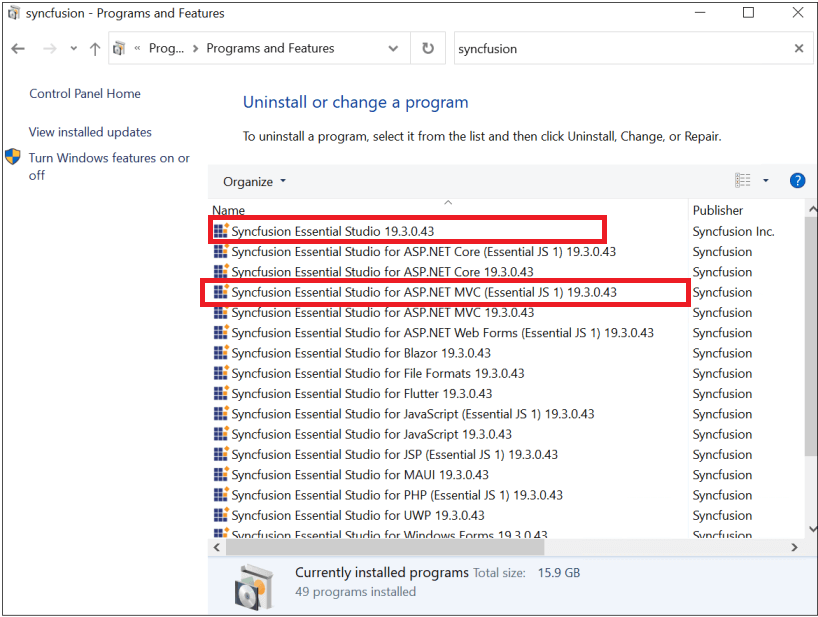 syncfusion - Programs and Features
« Prog... > Programs and Features
syncfusion
Control Panel Home
View installed updates
Turn Windows features on or
off
Uninstall or change a program
To uninstall a program, select it from the list and then click Uninstall, Change, or Repair.
Organize
Name Publisher
Syncfusion Essential Studio 19.3.0.43 Syncfusion Inc.
Syncfusion Essential Studio for ASP.NET Core (Essential JS 1) 19.3.0.43 Syncfusion
Syncfusion Essential Studio for ASP.NET Core 19.3.0.43 Syncfusion
Syncfusion Essential Studio for ASP.NET MVC (Essential JS 1) 19.3.0.43 Syncfusion
Syncfusion Essential Studio for ASP.NET MVC 19.3.0.43 Syncfusion
Syncfusion Essential Studio for ASP.NET Web Forms (Essential JS 1) 19.3.0.43 Syncfusion
Syncfusion Essential Studio for Blazor 19.3.0.43 Syncfusion
Syncfusion Essential Studio for File Formats 19.3.0.43 Syncfusion
Syncfusion Essential Studio for Flutter 19.3.0.43 Syncfusion
Syncfusion Essential Studio for JavaScript (Essential JS 1) 19.3.0.43 Syncfusion
Syncfusion Essential Studio for JavaScript 19.3.0.43 Syncfusion
Syncfusion Essential Studio for JSP (Essential JS 1) 19.3.0.43 Syncfusion
Syncfusion Essential Studio for MAUI 19.3.0.43 Syncfusion
Syncfusion Essential Studio for PHP (Essential JS 1) 19.3.0.43 Syncfusion
Syncfusion Essential Studio for UWP 19.3.0.43 Syncfusion
Syncfusion Essential Studio for Windows Forms 19.3.0.43 Syncfusion
Currently installed programs Total size: 15.9 GB
49 programs installed